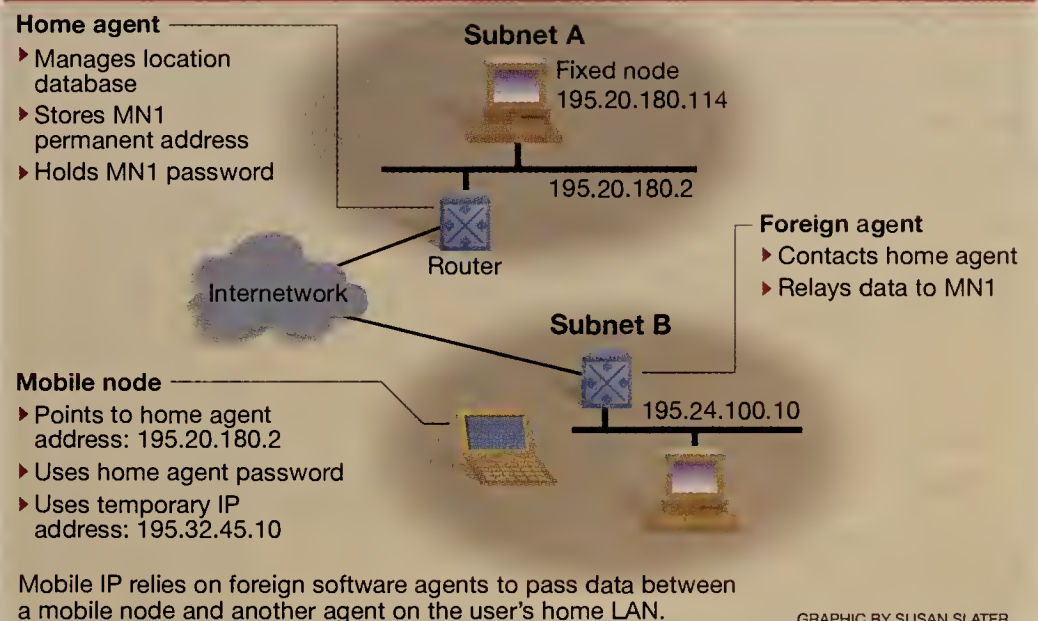 Home agent
Manages location
database
Stores MN1
permanent address
Holds MN1 password
Subnet A
Fixed node
195.20.180.114
195.20.180.2
Router
Internetwork
Foreign agent
Contacts home agent
Relays data to MN1
Subnet B
195.24.100.10
Mobile node
Points to home agent
address: 195.20.180.2
Uses home agent password
Uses temporary IP
address: 195.32.45.10
Mobile IP relies on foreign software agents to pass data between
a mobile node and another agent on the user's home LAN.
GRAPHIC BY SUSAN SLATER